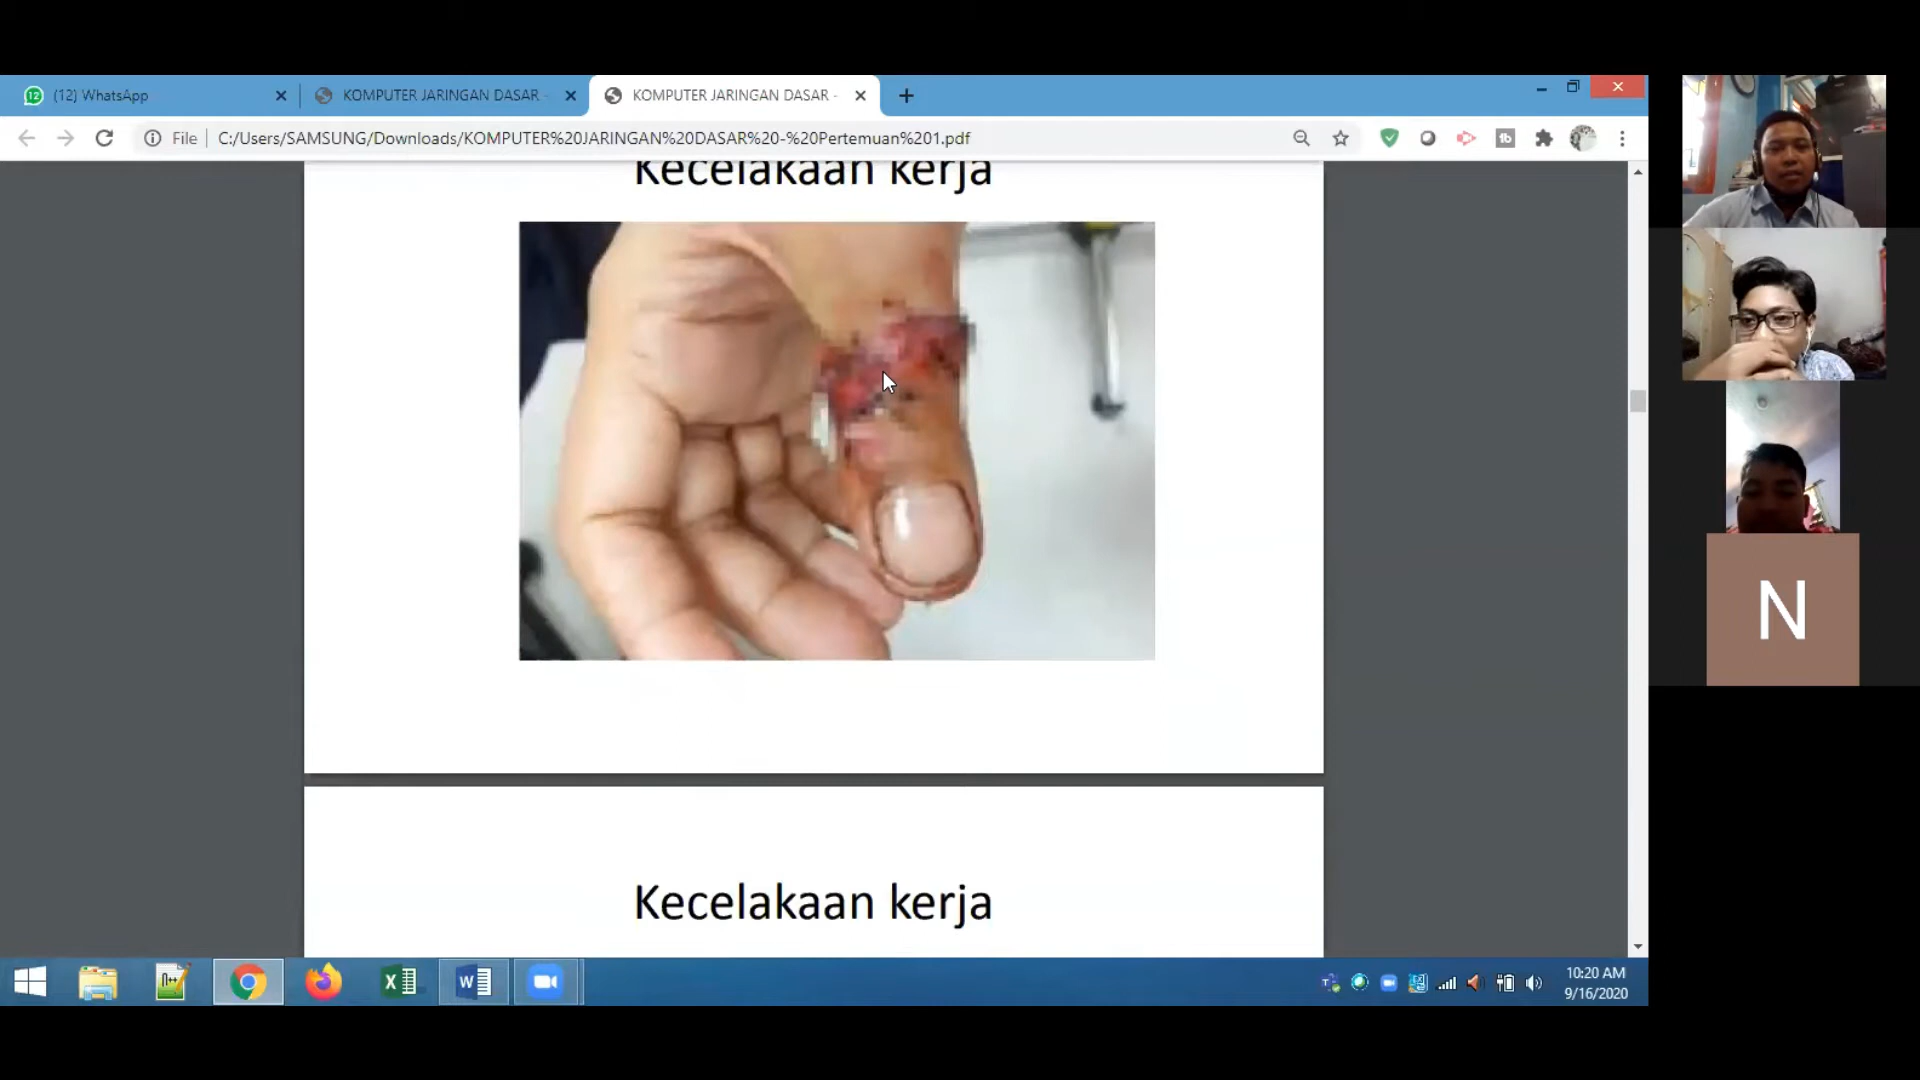 (12) WhatsApp
KOMPUTER JARINGAN DASAR -
KOMPUTER JARINGAN DASAR -
File
C:/Users/SAMSUNG/Downloads/KOMPUTER%20JARINGAN%20DASAR%20-%20Pertemuan%201.pdf
Kecelakaan kerja
Kecelakaan kerja
N
10:20 AM
9/16/2020